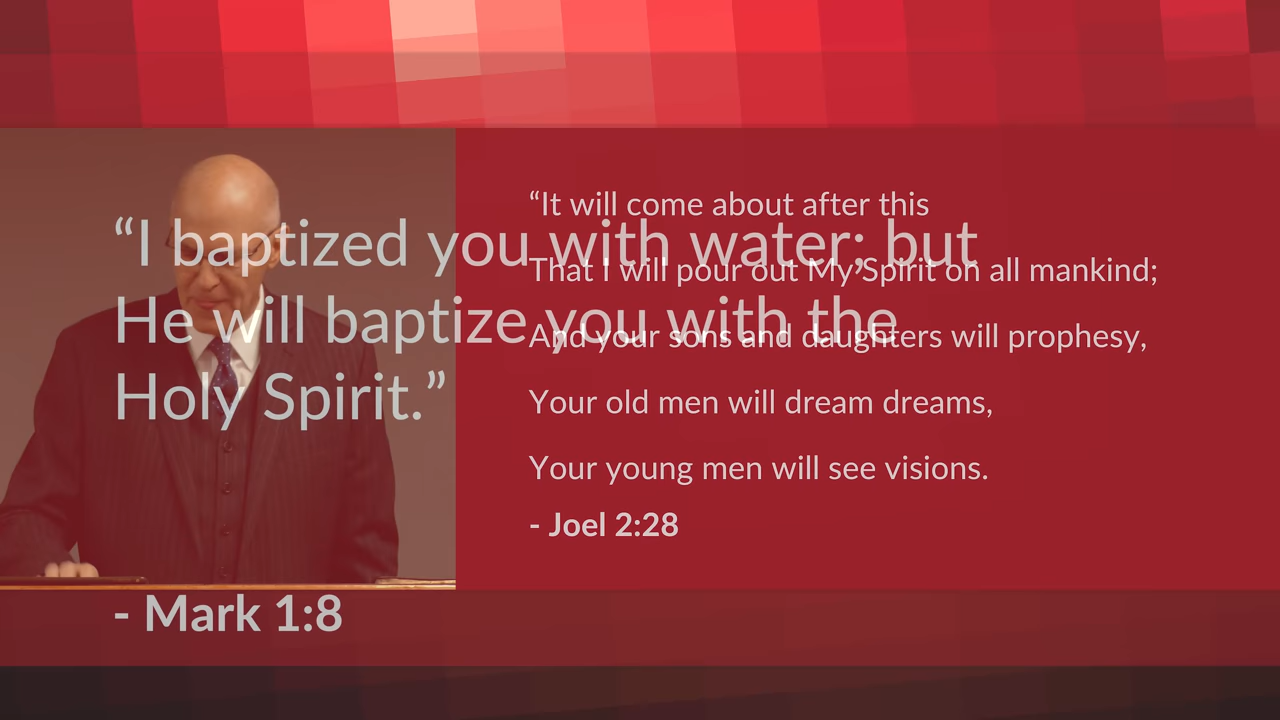 “I baptized you with water; but
He will baptize you with the
Holy Spirit.”
- Mark 1:8
“It will come about after this
That I will pour out My Spirit on all mankind;
And your sons and daughters will prophesy,
Your old men will dream dreams,
Your young men will see visions.
- Joel 2:28